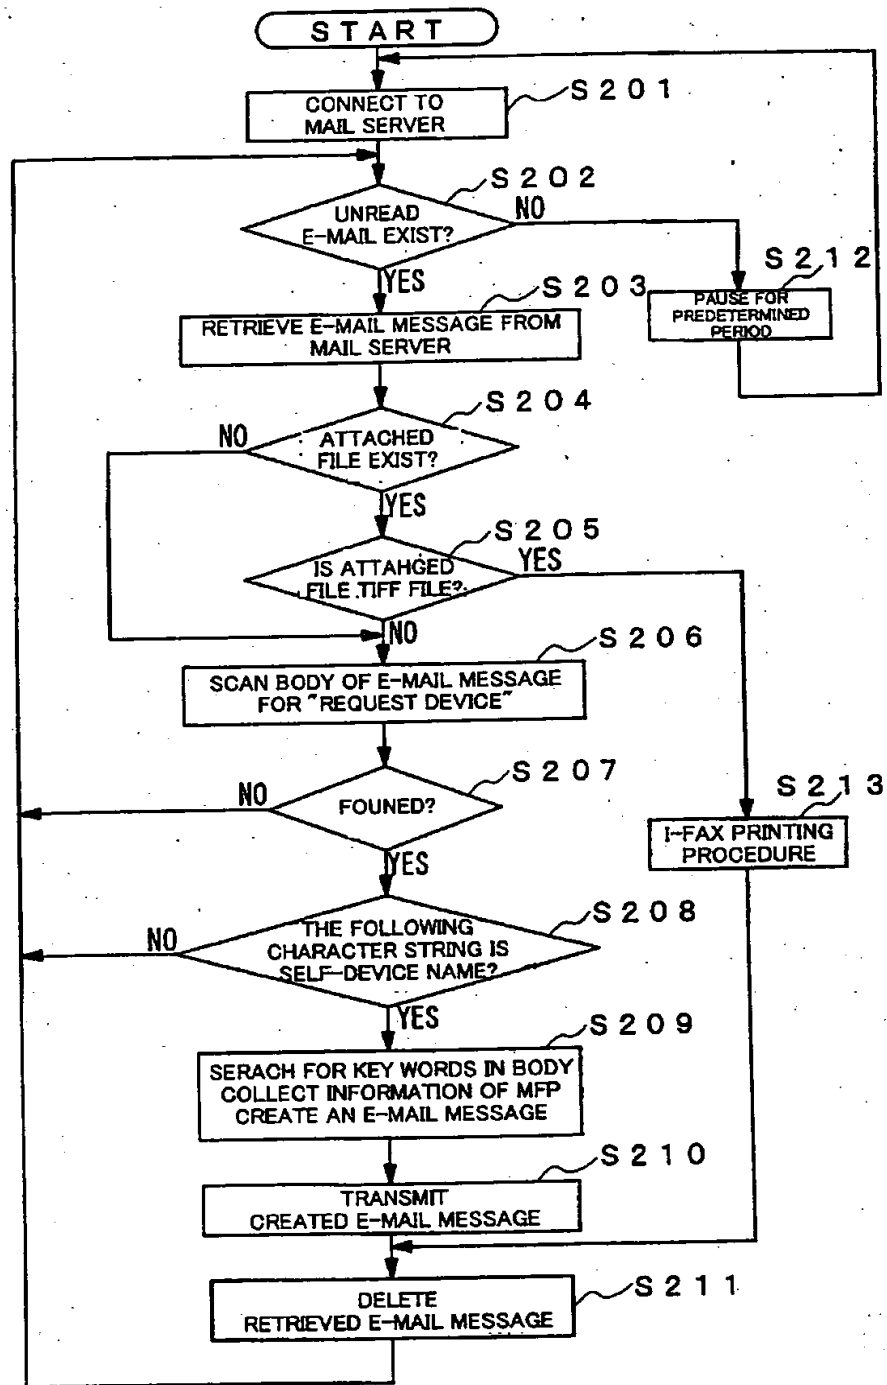 START
CONNECT TO
MAIL SERVER
S201
UNREAD
E-MAIL EXIST?
S202
NO
YES
S212
PAUSE FOR
PREDETERMINED
PERIOD
S203
RETRIEVE E-MAIL MESSAGE FROM
MAIL SERVER
S204
NO
ATTACHED
FILE EXIST?
YES
S205
IS ATTAHGED
FILE TIFF FILE?
YES
NO
S206
SCAN BODY OF E-MAIL MESSAGE
FOR "REQUEST DEVICE"
S207
NO
FOUNED?
YES
S213
I-FAX PRINTING
PROCEDURE
S208
NO
THE FOLLOWING
CHARACTER STRING IS
SELF-DEVICE NAME?
YES
S209
SERACH FOR KEY WORDS IN BODY
COLLECT INFORMATION OF MFP
CREATE AN E-MAIL MESSAGE
S210
TRANSMIT
CREATED E-MAIL MESSAGE
S211
DELETE
RETRIEVED E-MAIL MESSAGE